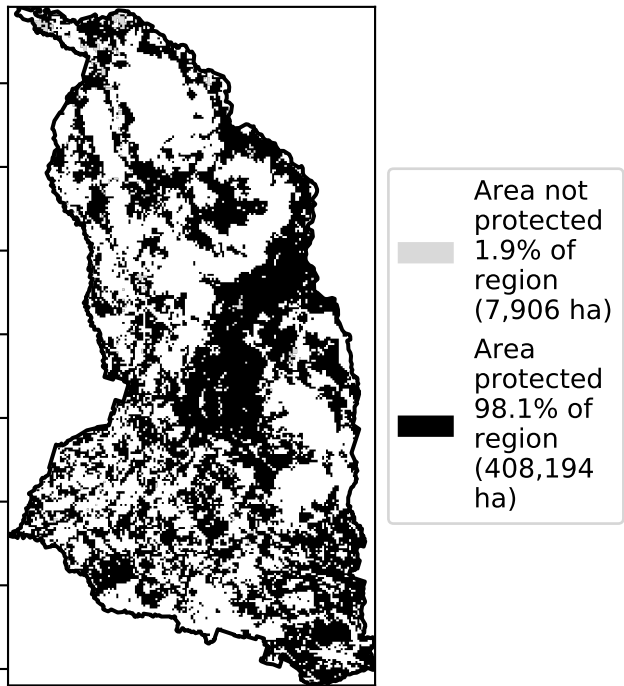 Area not
protected
1.9% of
region
(7,906 ha)
Area
protected
98.1% of
region
(408,194
ha)